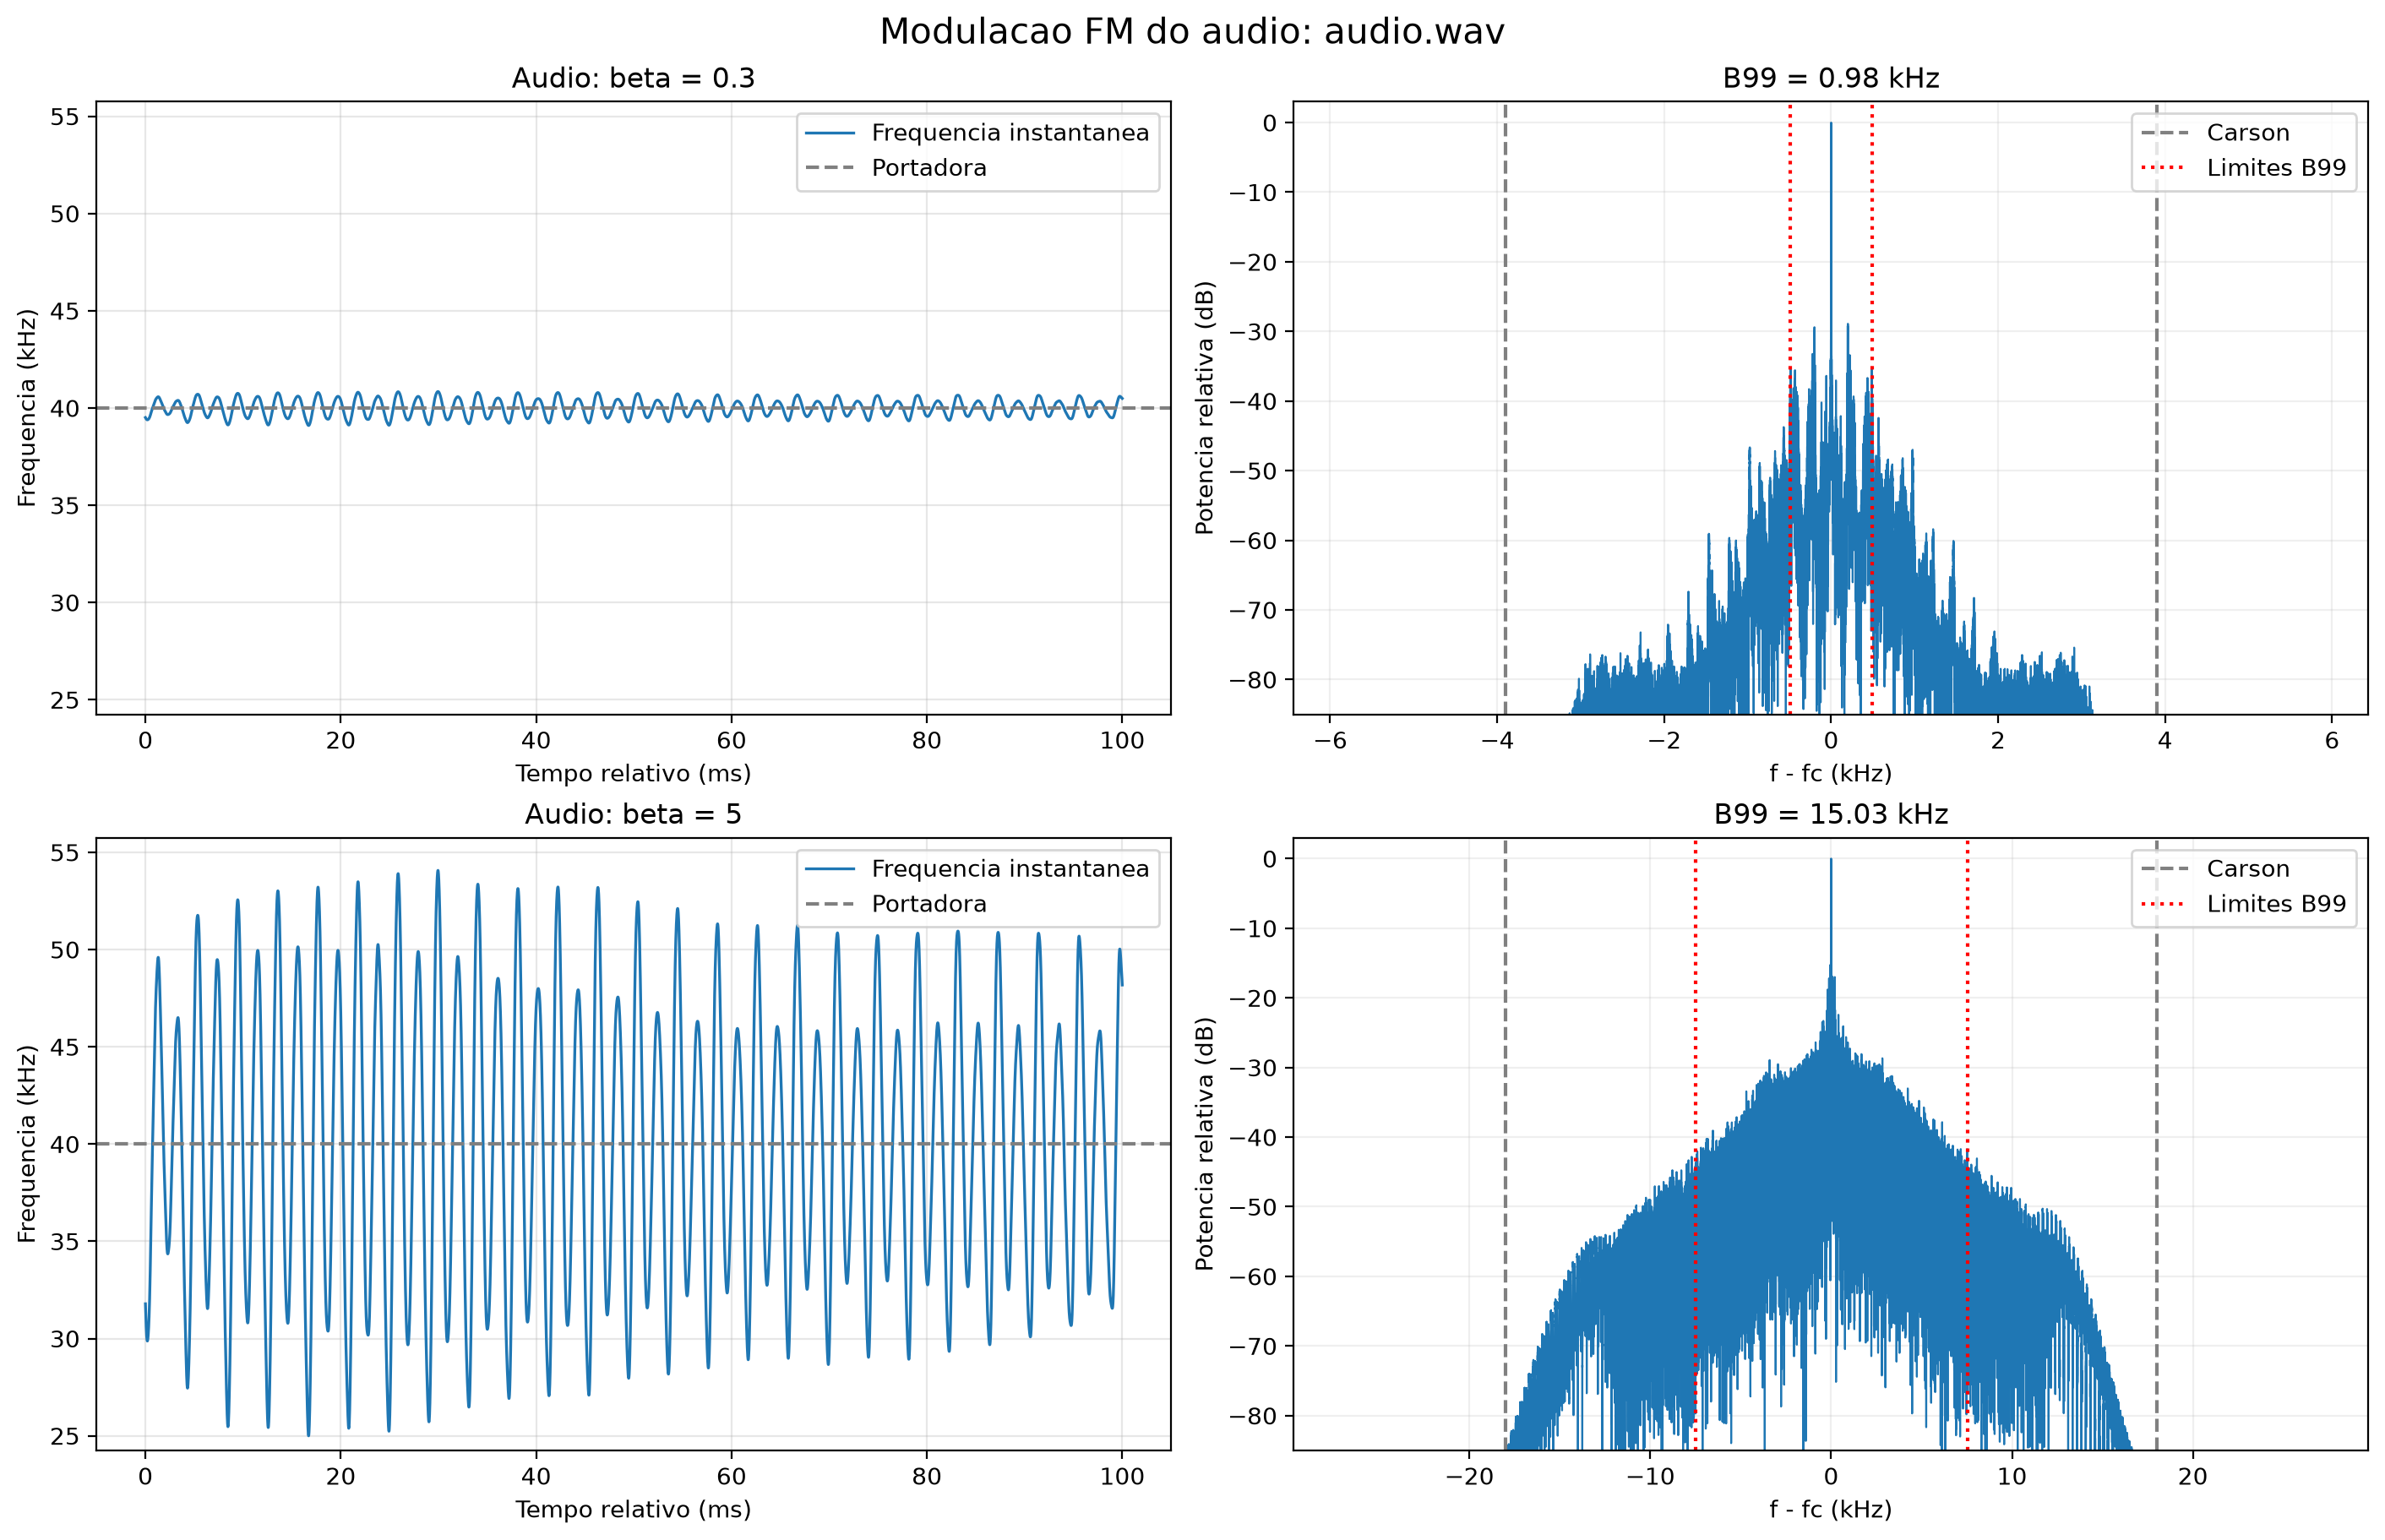 Modulacao FM do audio: audio.wav
Audio: beta = 0.3
Frequencia (kHz)
55
50
45
40
35
30
25
Frequencia instantanea
Portadora
0 20 40 60 80 100
Tempo relativo (ms)
B99 = 0.98 kHz
Potencia relativa (dB)
0
−10
−20
−30
−40
−50
−60
−70
−80
Carson
Limites B99
−6 −4 −2 0 2 4 6
f - fc (kHz)
Audio: beta = 5
Frequencia (kHz)
55
50
45
40
35
30
25
Frequencia instantanea
Portadora
0 20 40 60 80 100
Tempo relativo (ms)
B99 = 15.03 kHz
Potencia relativa (dB)
0
−10
−20
−30
−40
−50
−60
−70
−80
Carson
Limites B99
−20 −10 0 10 20
f - fc (kHz)